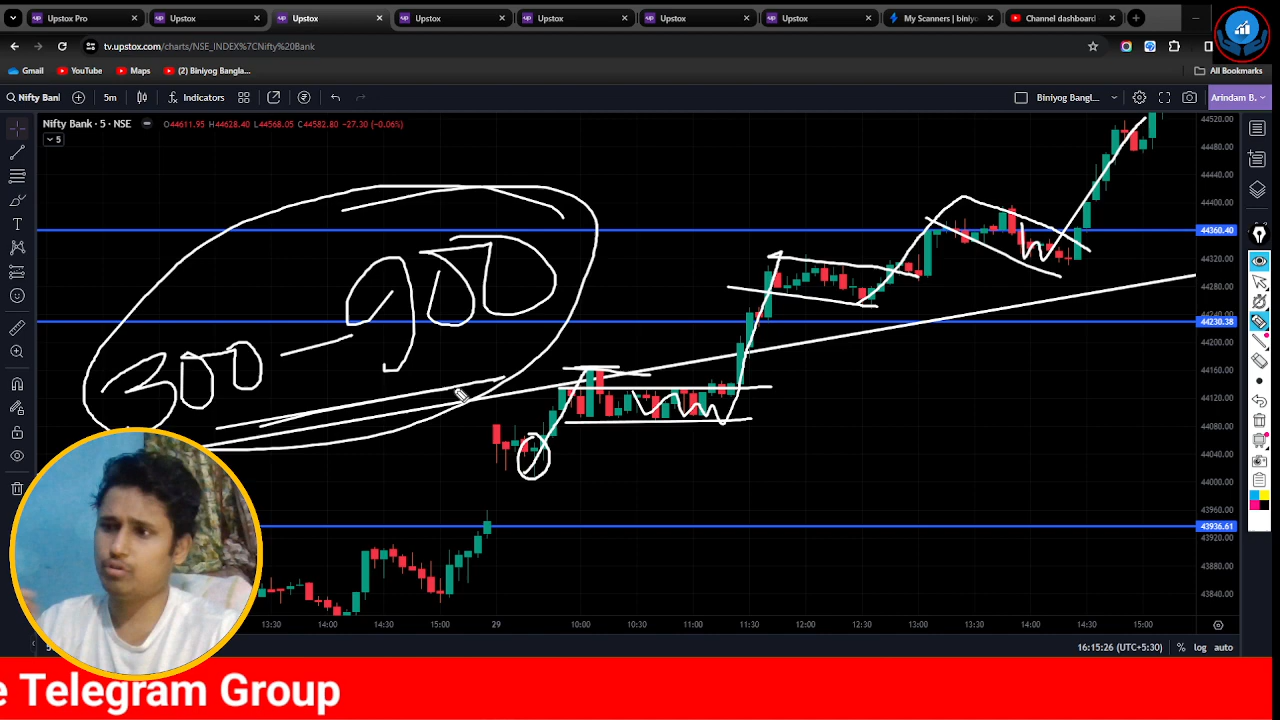 Upstox Pro
Upstox
Upstox
Upstox
Upstox
Upstox
Upstox
My Scanners | biniyo
Channel dashboard
tv.upstox.com/charts/NSE_INDEX%7CNifty%20Bank
Gmail
YouTube
Maps
(2) Biniyog Bangla...
All Bookmarks
Nifty Banl
5m
Indicators
Biniyog Bangl...
Arindam B.
Nifty Bank · 5 · NSE
O44611.95 H44628.40 L44568.05 C44582.80 -27.30 (-0.06%)
5
44520.00
44480.00
44440.00
44400.00
44360.40
44320.00
44280.00
44240.00
44230.38
44200.00
44160.00
44120.00
44080.00
44040.00
44000.00
43960.00
43936.61
43920.00
43880.00
43840.00
300 - 900
13:30
14:00
14:30
15:00
29
10:00
10:30
11:00
11:30
12:00
12:30
13:00
13:30
14:00
14:30
15:00
16:15:26 (UTC+5:30)
%
log
auto
e Telegram Group